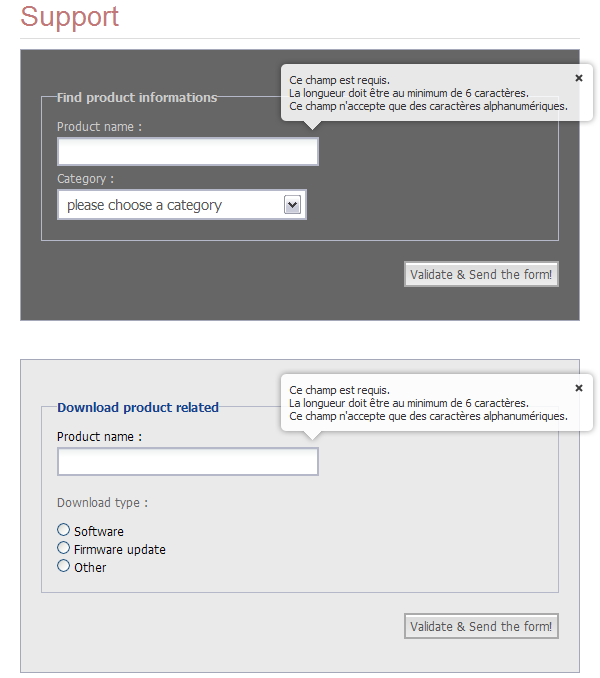 Support
Ce champ est requis.
La longueur doit être au minimum de 6 caractères.
Ce champ n'accepte que des caractères alphanumériques.
Find product informations
Product name :
Category :
please choose a category
Validate & Send the form!
Ce champ est requis.
La longueur doit être au minimum de 6 caractères.
Ce champ n'accepte que des caractères alphanumériques.
Download product related
Product name :
Download type :
Software
Firmware update
Other
Validate & Send the form!